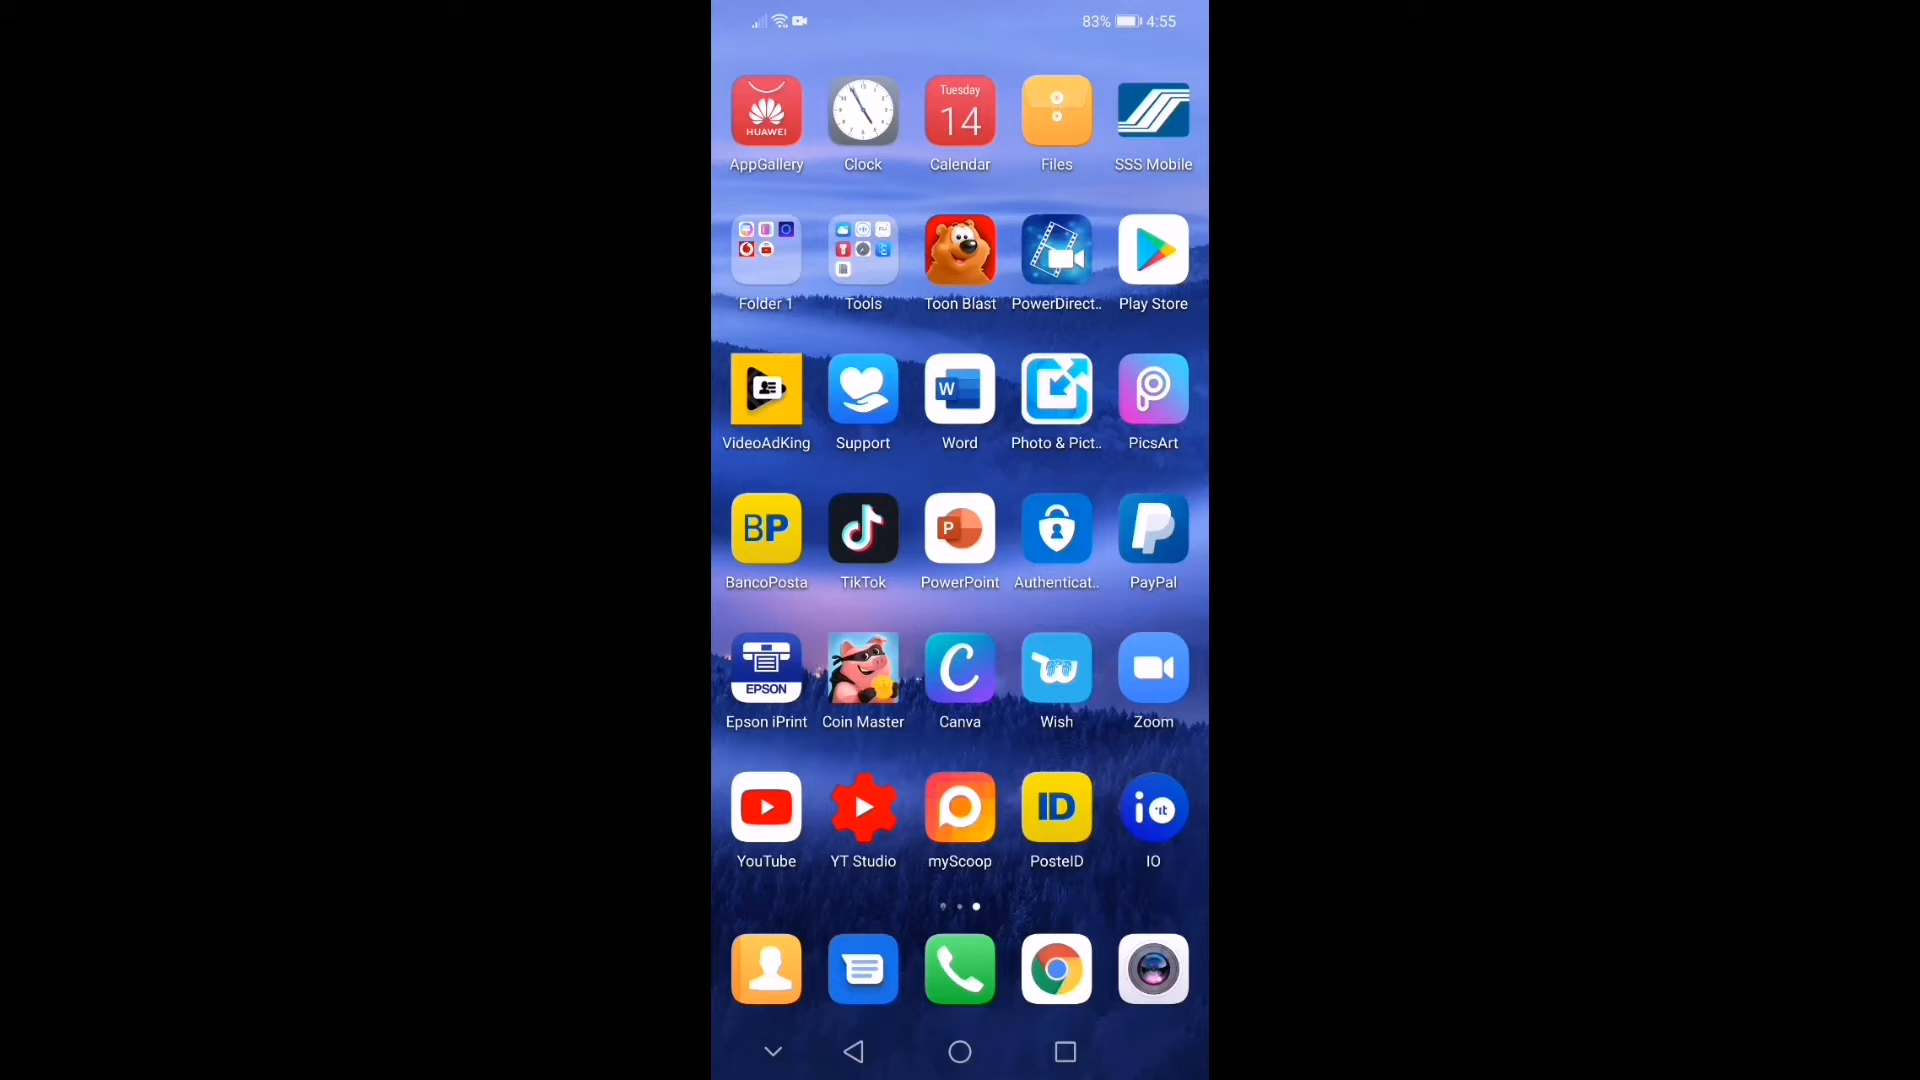 83% 4:55
HUAWEI
Tuesday
14
AppGallery Clock Calendar Files SSS Mobile
Folder 1 Tools Toon Blast PowerDirect.. Play Store
W
VideoAdKing Support Word Photo & Pict.. PicsArt
BP
P
BancoPosta TikTok PowerPoint Authenticat.. PayPal
EPSON
C
Epson iPrint Coin Master Canva Wish Zoom
ID
io
it
YouTube YT Studio myScoop PosteID IO